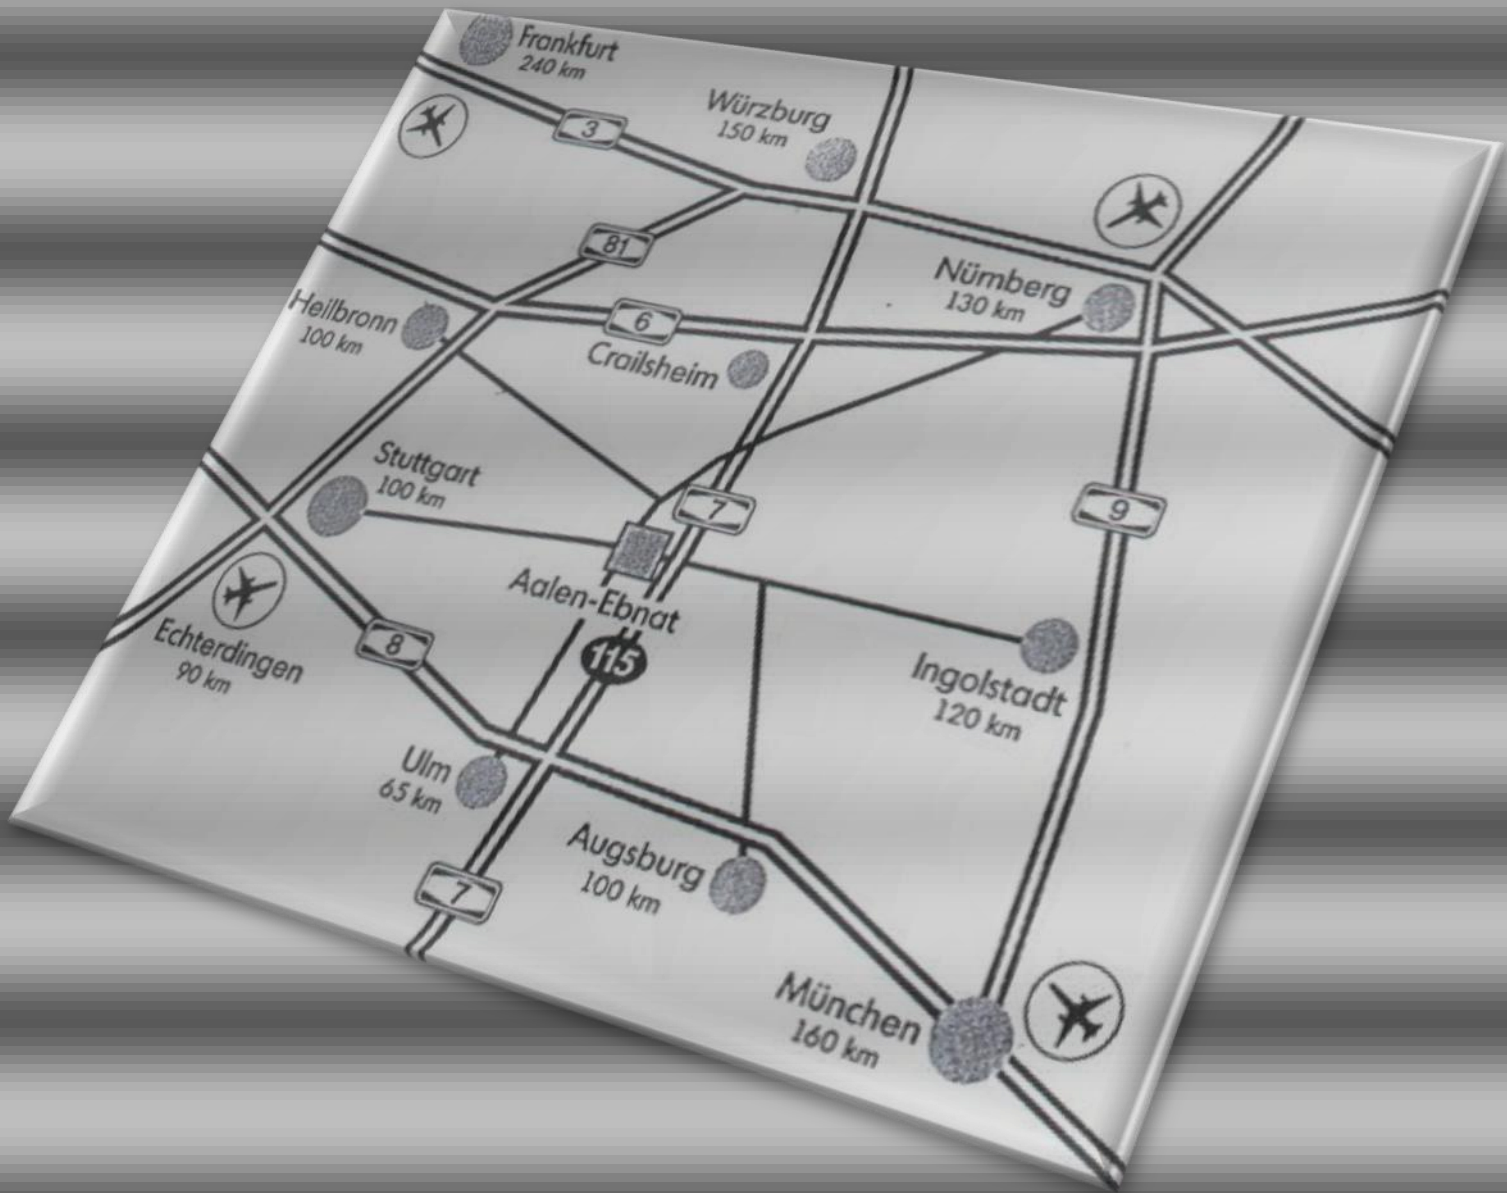 Frankfurt
240 km
3
Würzburg
150 km
81
Nürnberg
130 km
Heilbronn
100 km
6
Crailsheim
Stuttgart
100 km
7
9
Aalen-Ebnat
115
Echterdingen
90 km
8
Ingolstadt
120 km
Ulm
65 km
Augsburg
100 km
7
München
160 km